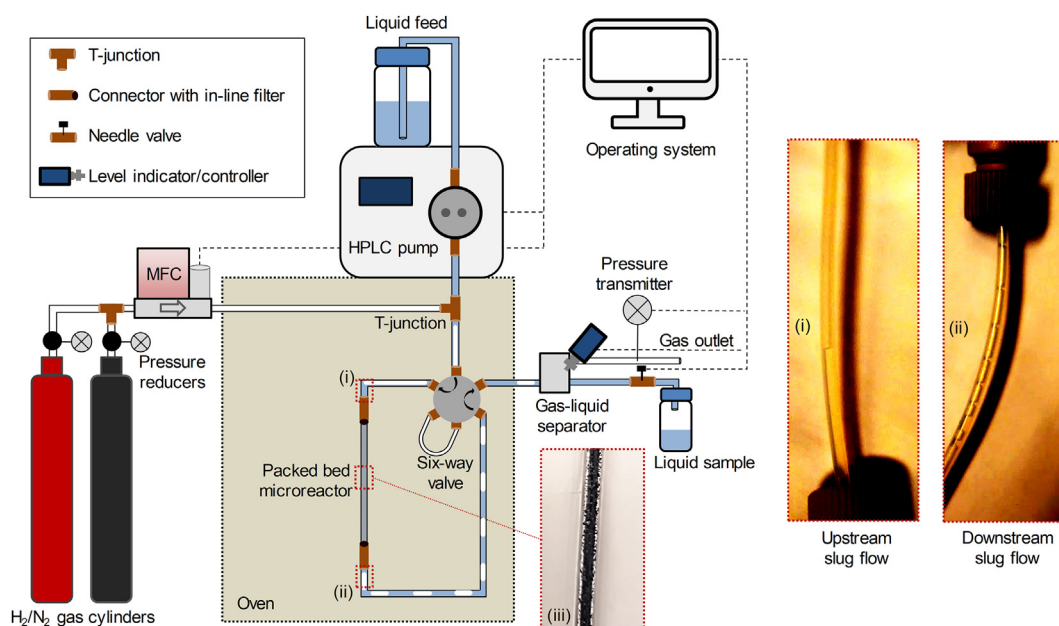 Liquid feed
T-junction
Connector with in-line filter
Needle valve
Level indicator/controller
Operating system
HPLC pump
MFC
T-junction
Pressure
transmitter
Gas outlet
Pressure
reducers
(i)
Gas-liquid
separator
Six-way
valve
Liquid sample
Packed bed
microreactor
(ii)
Oven
(iii)
H₂/N₂ gas cylinders
(i)
Upstream
slug flow
(ii)
Downstream
slug flow